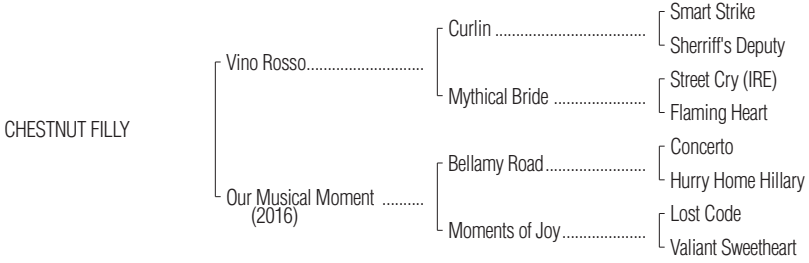 Smart Strike
Curlin ......................................
Sherriff's Deputy
Vino Rosso.............................
Street Cry (IRE)
Mythical Bride .......................
Flaming Heart
CHESTNUT FILLY
Concerto
Bellamy Road.........................
Hurry Home Hillary
Our Musical Moment ..........
(2016)
Lost Code
Moments of Joy.....................
Valiant Sweetheart